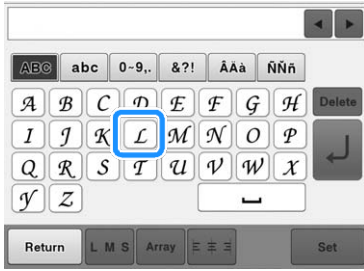 ABC abc 0~9,. &?! ÂÄà ÑÑñ
A B C D E F G H Delete
I J K L M N O P
Q R S T U V W X
Y Z
Return L M S Array Set